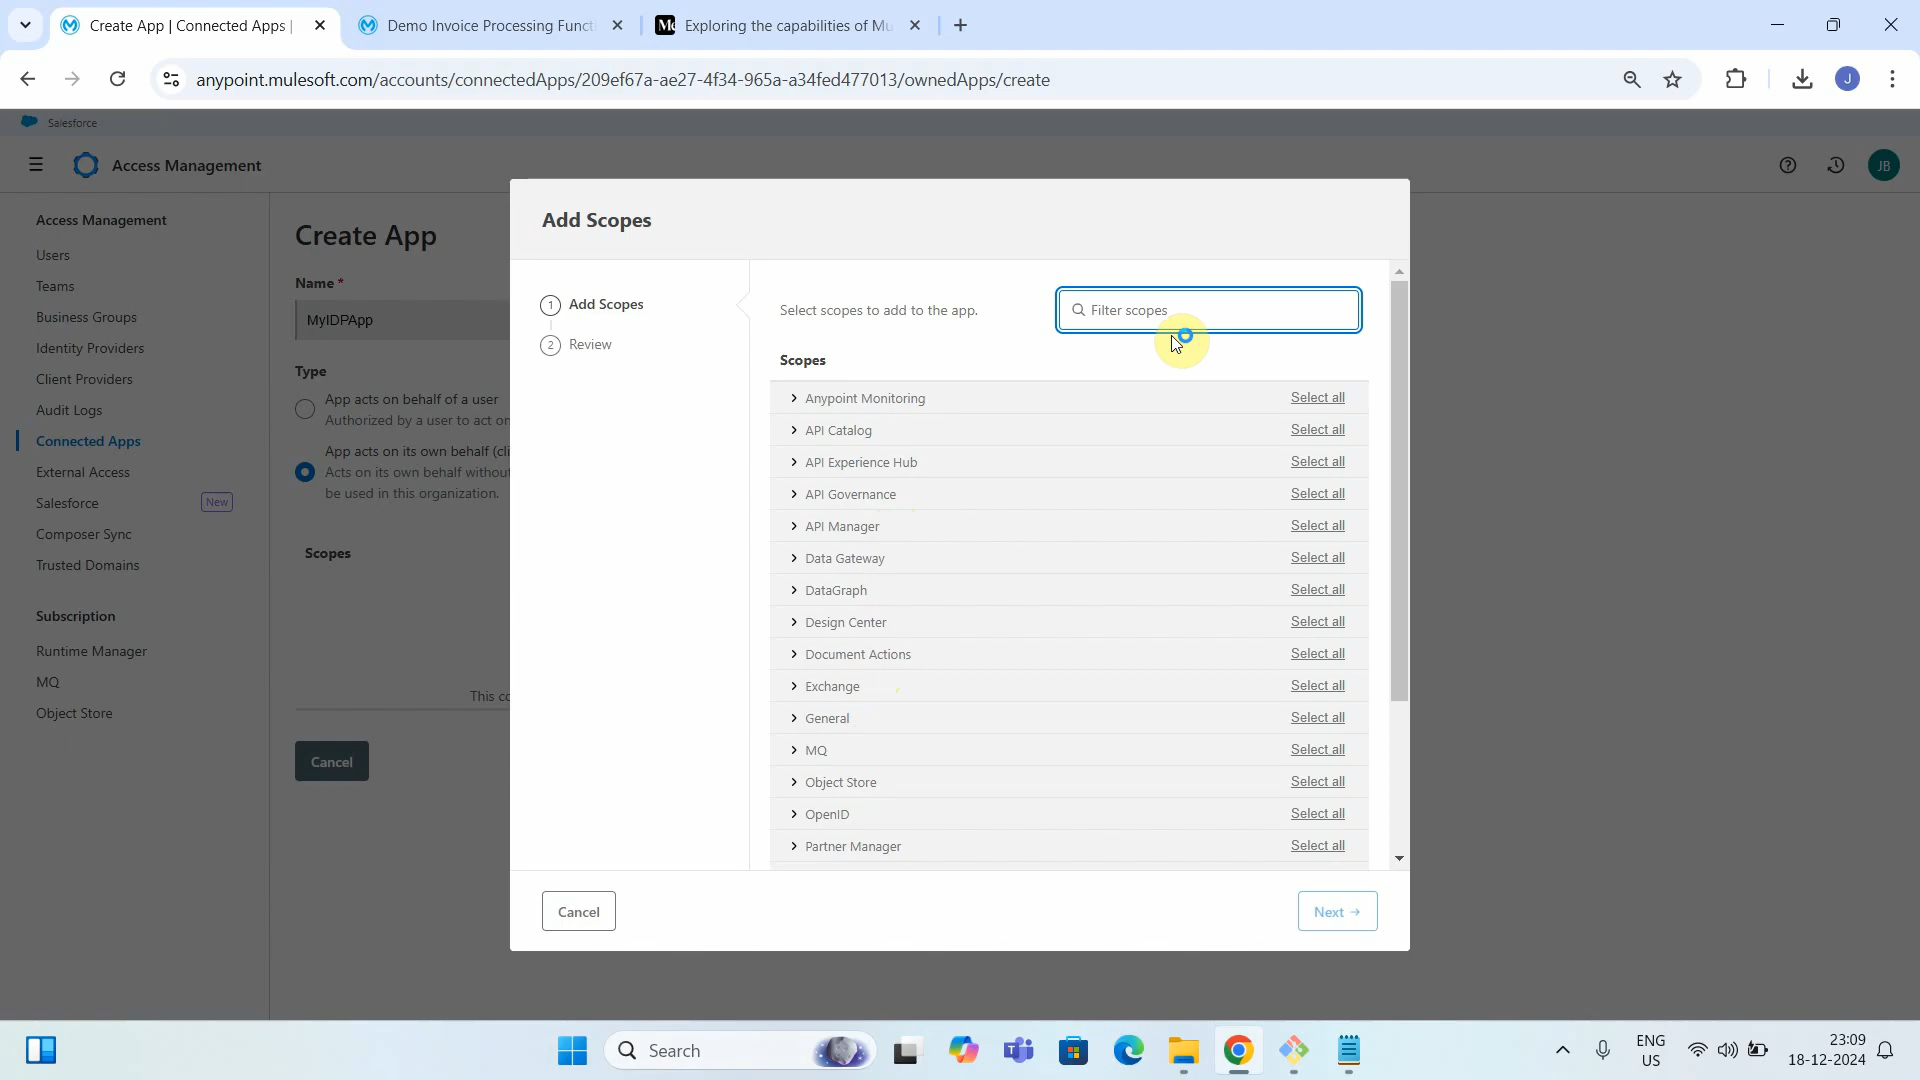 Create App | Connected Apps |
Demo Invoice Processing Functi
Exploring the capabilities of Mu
anypoint.mulesoft.com/accounts/connectedApps/209ef67a-ae27-4f34-965a-a34fed477013/ownedApps/create
J
Salesforce
Access Management
JB
Access Management
Users
Teams
Business Groups
Identity Providers
Client Providers
Audit Logs
Connected Apps
External Access
Salesforce New
Composer Sync
Trusted Domains
Subscription
Runtime Manager
MQ
Object Store
Create App
Name *
MyIDPApp
Type
App acts on behalf of a user
Authorized by a user to act on
App acts on its own behalf (cli
Acts on its own behalf without
be used in this organization.
Scopes
This co
Cancel
Add Scopes
1 Add Scopes
2 Review
Select scopes to add to the app.
Filter scopes
Scopes
Anypoint Monitoring Select all
API Catalog Select all
API Experience Hub Select all
API Governance Select all
API Manager Select all
Data Gateway Select all
DataGraph Select all
Design Center Select all
Document Actions Select all
Exchange Select all
General Select all
MQ Select all
Object Store Select all
OpenID Select all
Partner Manager Select all
Cancel
Next →
Search
ENG
US
23:09
18-12-2024